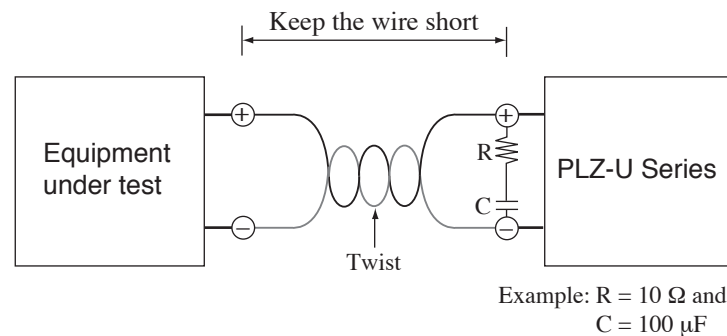 Keep the wire short
+
+
Equipment
under test
R
PLZ-U Series
C
−
−
Twist
Example: R = 10 Ω and
C = 100 µF